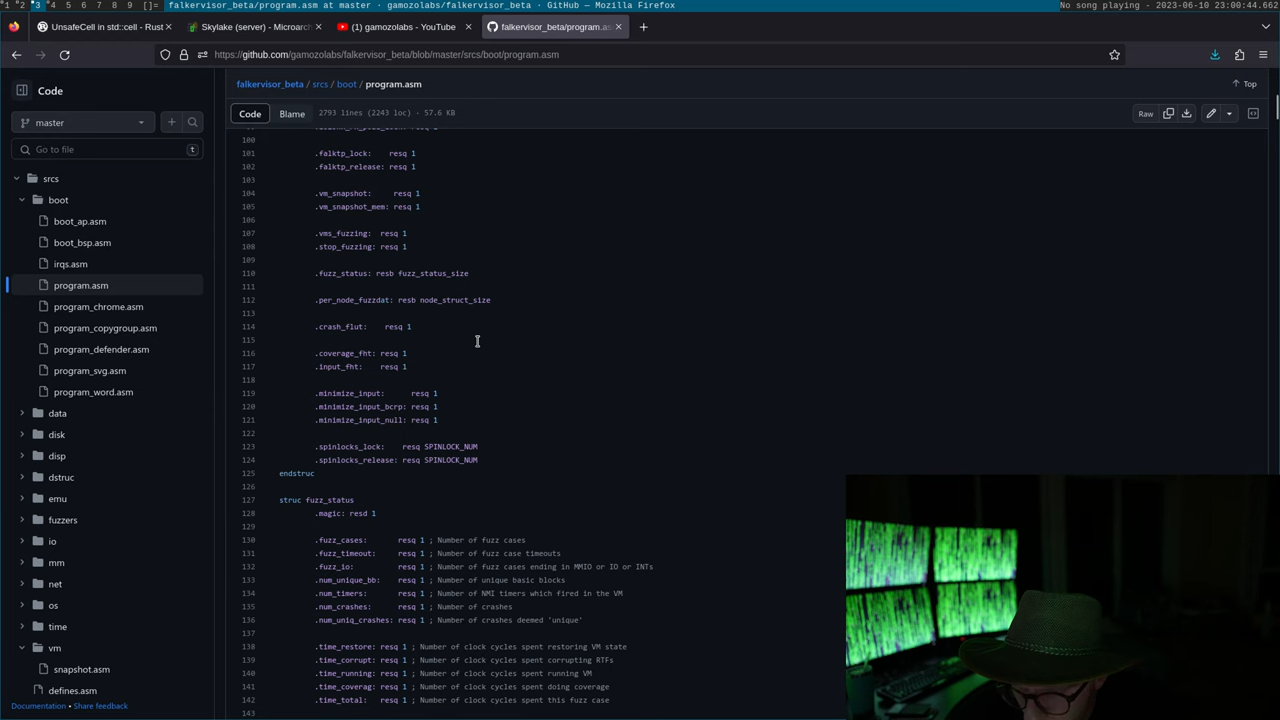 1 2 3 4 5 6 7 8 9 []= falkervisor_beta/program.asm at master · gamozolabs/falkervisor_beta · GitHub — Mozilla Firefox No song playing - 2023-06-10 23:00:44.662
UnsafeCell in std::cell - Rust
Skylake (server) - Microarch
(1) gamozolabs - YouTube
falkervisor_beta/program.as
https://github.com/gamozolabs/falkervisor_beta/blob/master/srcs/boot/program.asm
Code
falkervisor_beta / srcs / boot / program.asm
Top
master
Code Blame 2793 lines (2243 loc) · 57.6 KB
Raw
Go to file t
srcs
boot
boot_ap.asm
boot_bsp.asm
irqs.asm
program.asm
program_chrome.asm
program_copygroup.asm
program_defender.asm
program_svg.asm
program_word.asm
data
disk
disp
dstruc
emu
fuzzers
io
mm
net
os
time
vm
snapshot.asm
defines.asm
Documentation • Share feedback
100
101 .falktp_lock: resq 1
102 .falktp_release: resq 1
103
104 .vm_snapshot: resq 1
105 .vm_snapshot_mem: resq 1
106
107 .vms_fuzzing: resq 1
108 .stop_fuzzing: resq 1
109
110 .fuzz_status: resb fuzz_status_size
111
112 .per_node_fuzzdat: resb node_struct_size
113
114 .crash_flut: resq 1
115
116 .coverage_fht: resq 1
117 .input_fht: resq 1
118
119 .minimize_input: resq 1
120 .minimize_input_bcrp: resq 1
121 .minimize_input_null: resq 1
122
123 .spinlocks_lock: resq SPINLOCK_NUM
124 .spinlocks_release: resq SPINLOCK_NUM
125 endstruc
126
127 struc fuzz_status
128 .magic: resd 1
129
130 .fuzz_cases: resq 1 ; Number of fuzz cases
131 .fuzz_timeout: resq 1 ; Number of fuzz case timeouts
132 .fuzz_io: resq 1 ; Number of fuzz cases ending in MMIO or IO or INTs
133 .num_unique_bb: resq 1 ; Number of unique basic blocks
134 .num_timers: resq 1 ; Number of NMI timers which fired in the VM
135 .num_crashes: resq 1 ; Number of crashes
136 .num_uniq_crashes: resq 1 ; Number of crashes deemed 'unique'
137
138 .time_restore: resq 1 ; Number of clock cycles spent restoring VM state
139 .time_corrupt: resq 1 ; Number of clock cycles spent corrupting RTFs
140 .time_running: resq 1 ; Number of clock cycles spent running VM
141 .time_coverag: resq 1 ; Number of clock cycles spent doing coverage
142 .time_total: resq 1 ; Number of clock cycles spent this fuzz case
143